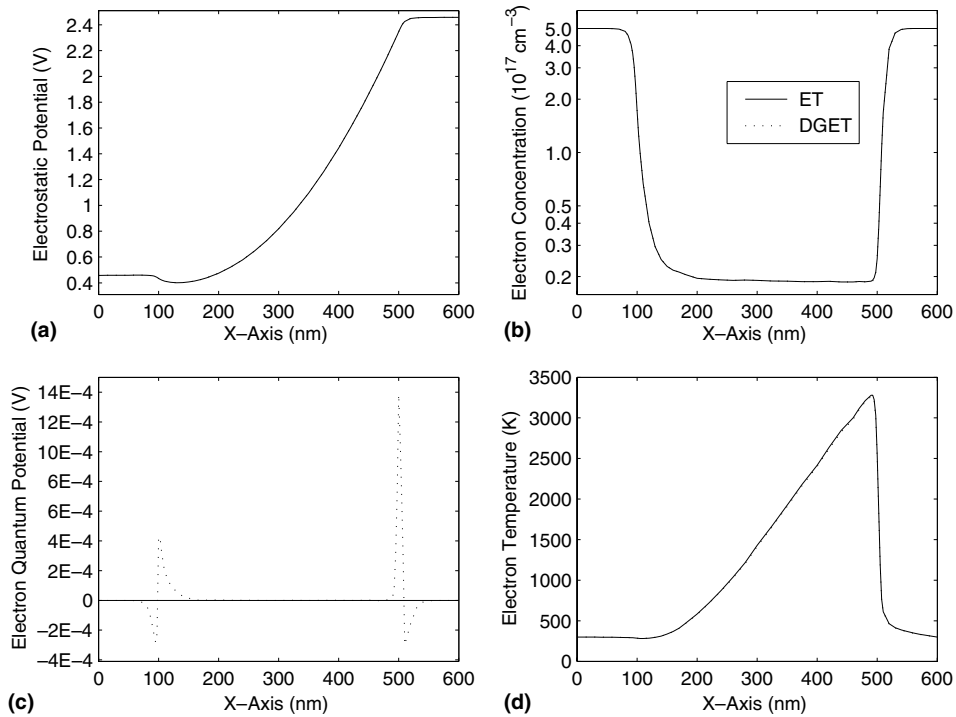 2.4
2.2
2
1.8
1.6
1.4
1.2
1
0.8
0.6
0.4
Electrostatic Potential (V)
0 100 200 300 400 500 600
X–Axis (nm)
(a)
5.0
4.0
3.0
2.0
1.0
0.5
0.4
0.3
0.2
Electron Concentration (10^17 cm^−3)
ET
DGET
0 100 200 300 400 500 600
X–Axis (nm)
(b)
14E–4
12E–4
10E–4
8E–4
6E–4
4E–4
2E–4
0
–2E–4
–4E–4
Electron Quantum Potential (V)
0 100 200 300 400 500 600
X–Axis (nm)
(c)
3500
3000
2500
2000
1500
1000
500
0
Electron Temperature (K)
0 100 200 300 400 500 600
X–Axis (nm)
(d)